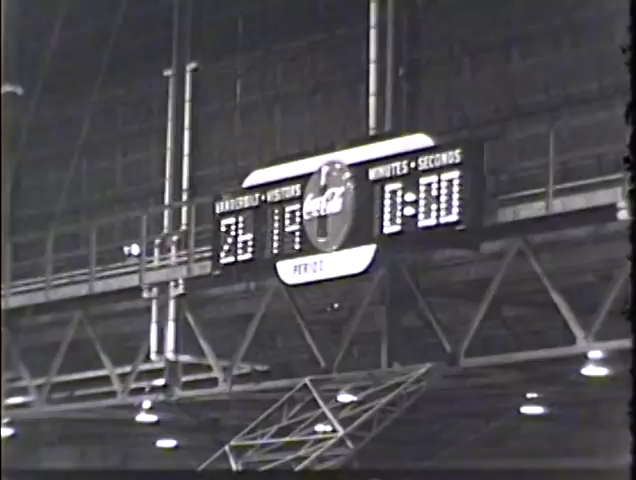 VANDERBILT • VISITORS
MINUTES • SECONDS
26 19 Coca-Cola 0:00
PERIOD